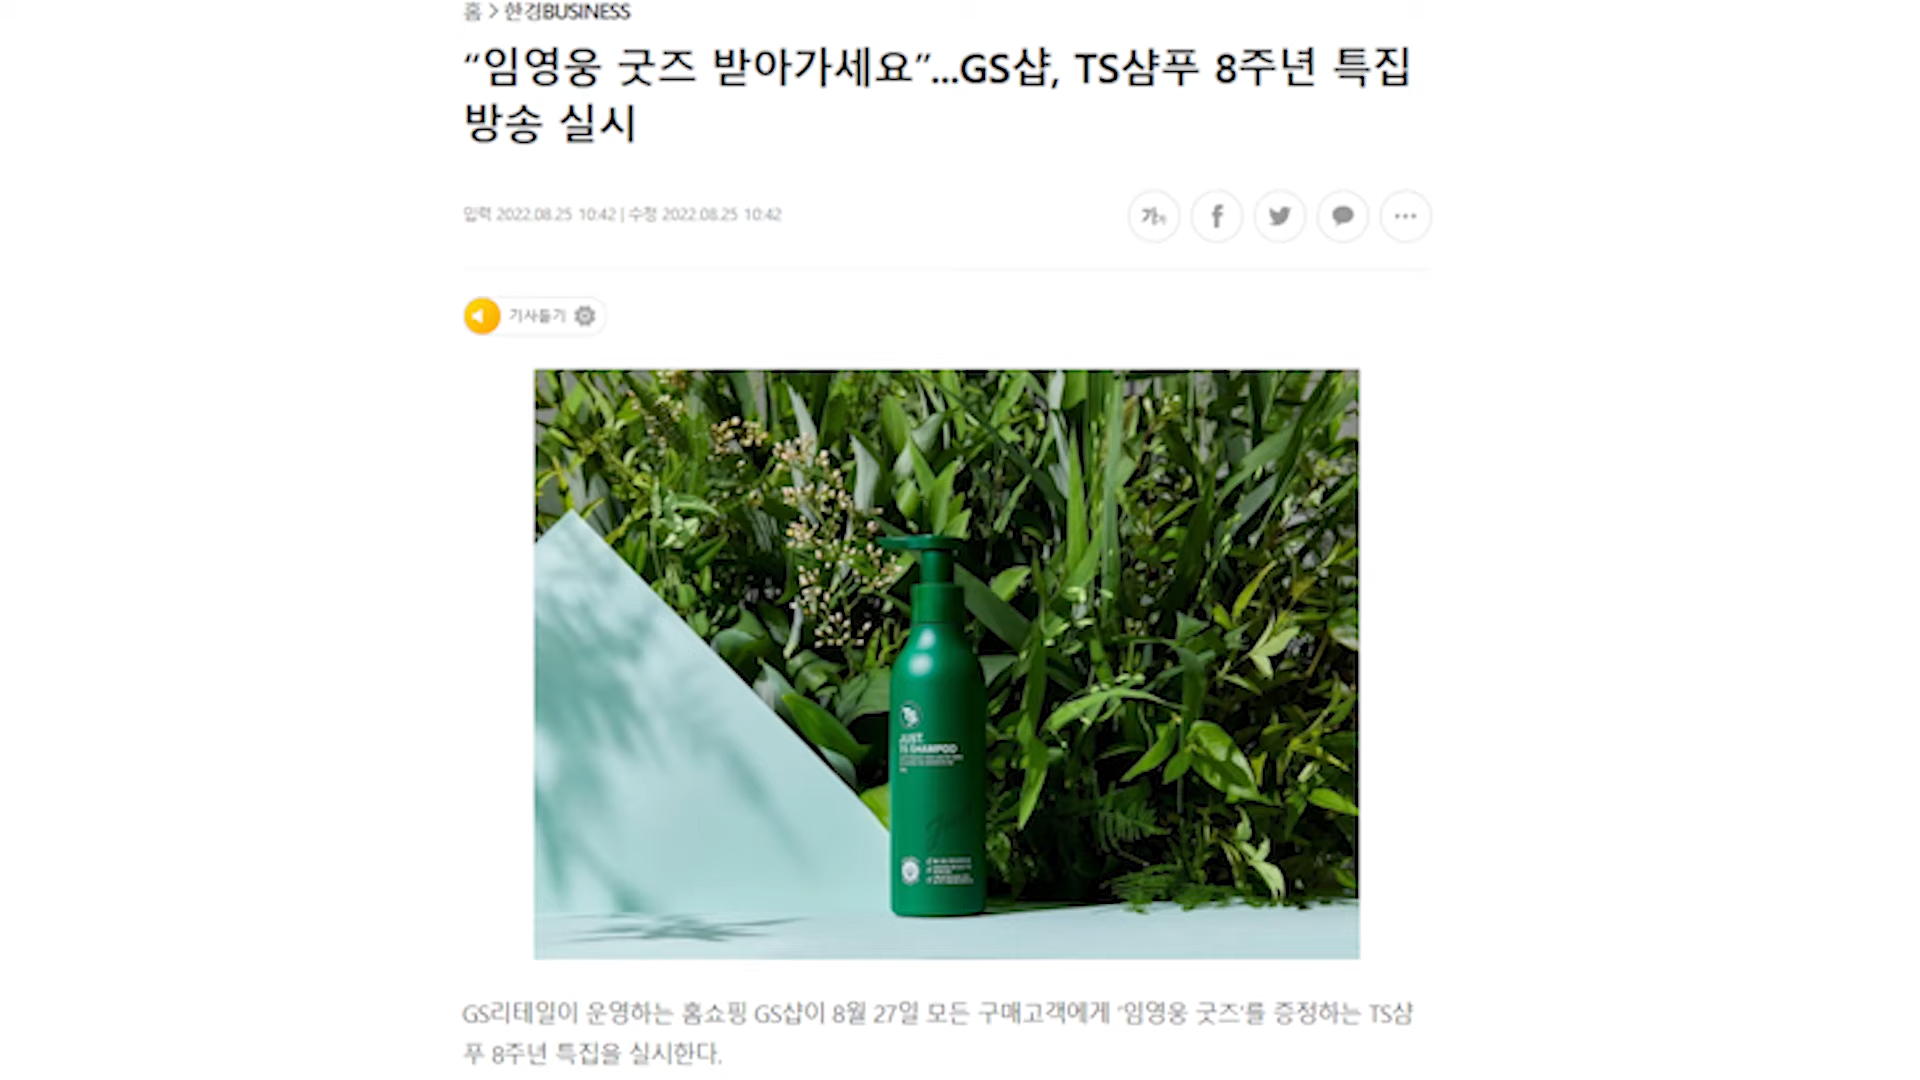 홈 > 한경BUSINESS
“임영웅 굿즈 받아가세요”...GS샵, TS샴푸 8주년 특집
방송 실시
입력 2022.08.25 10:42 | 수정 2022.08.25 10:42
가가
기사듣기
TS
JUST
TS SHAMPOO
GS리테일이 운영하는 홈쇼핑 GS샵이 8월 27일 모든 구매고객에게 ‘임영웅 굿즈’를 증정하는 TS샴
푸 8주년 특집을 실시한다.